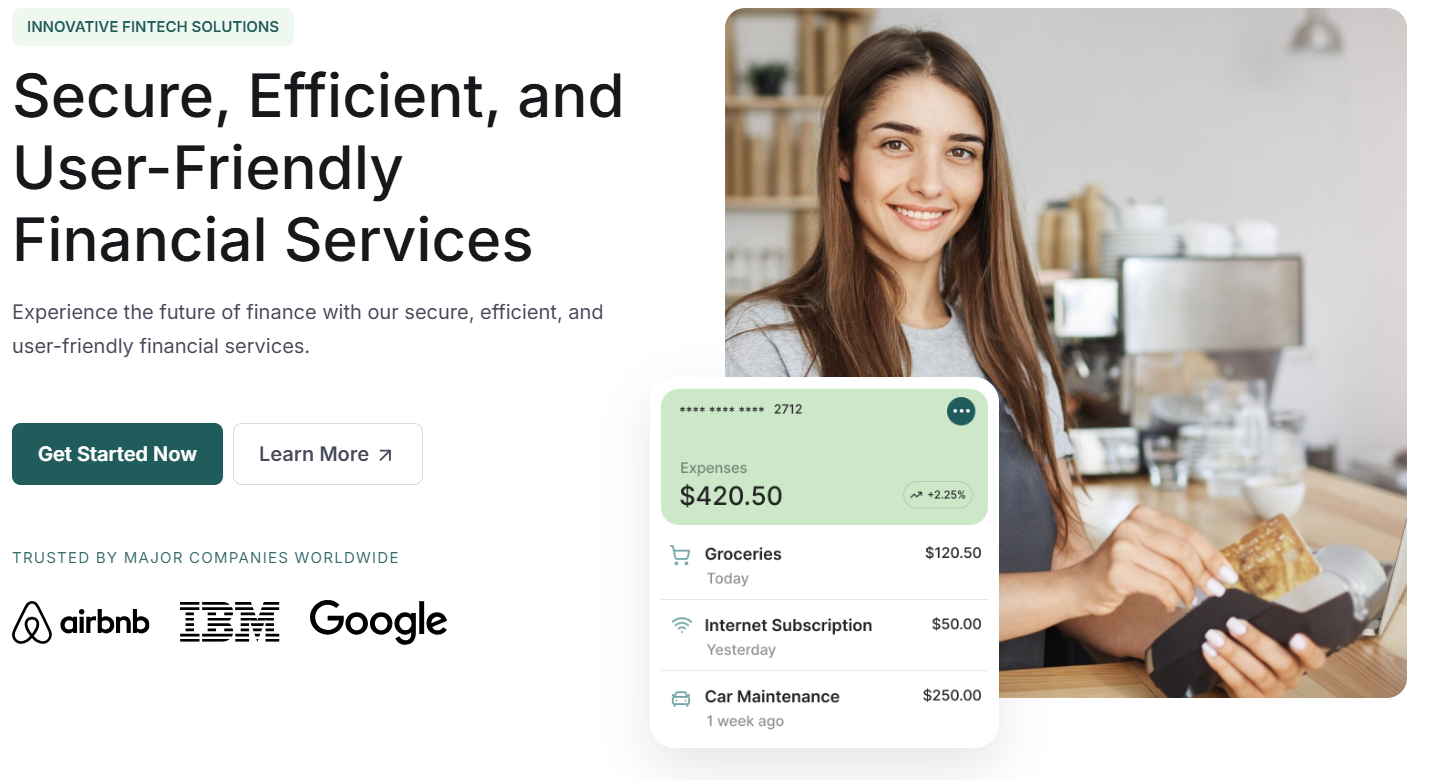 INNOVATIVE FINTECH SOLUTIONS
Secure, Efficient, and
User-Friendly
Financial Services
Experience the future of finance with our secure, efficient, and
user-friendly financial services.
Get Started Now
Learn More
TRUSTED BY MAJOR COMPANIES WORLDWIDE
airbnb
IBM
Google
**** **** **** 2712
Expenses
$420.50
+2.25%
Groceries $120.50
Today
Internet Subscription $50.00
Yesterday
Car Maintenance $250.00
1 week ago